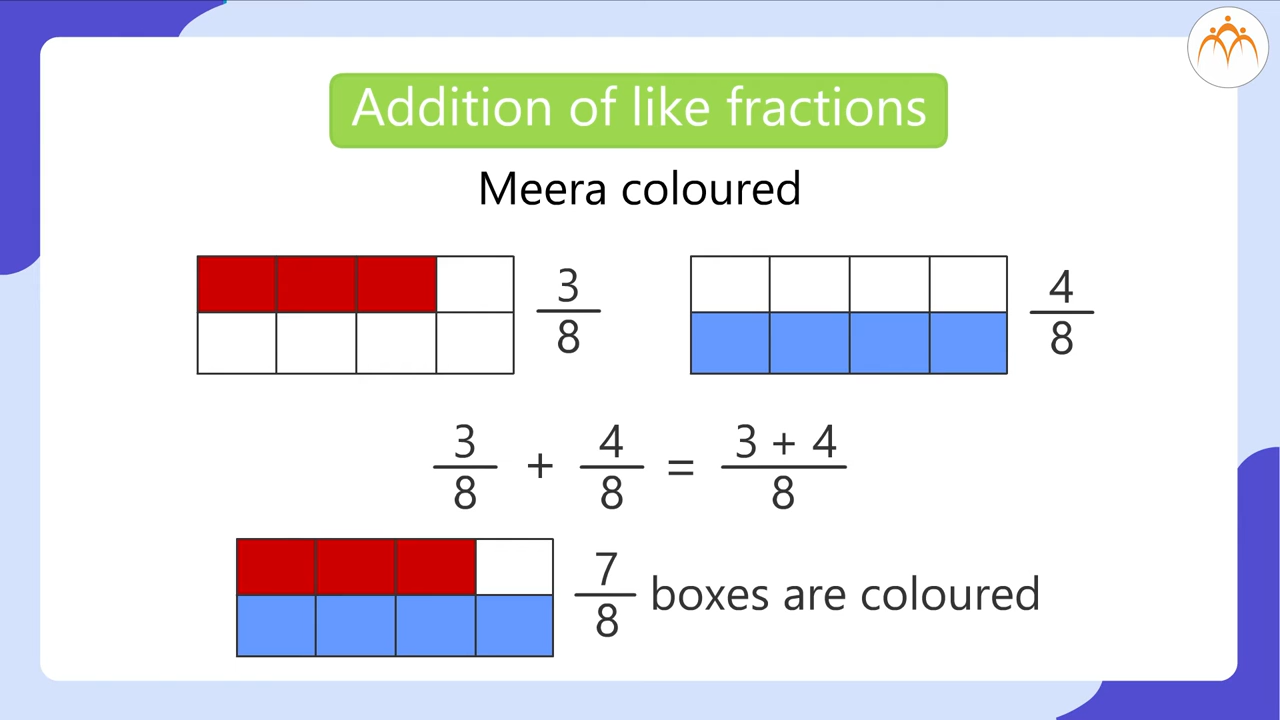 Addition of like fractions
Meera coloured
3/8
4/8
3/8 + 4/8 = (3 + 4)/8
7/8 boxes are coloured